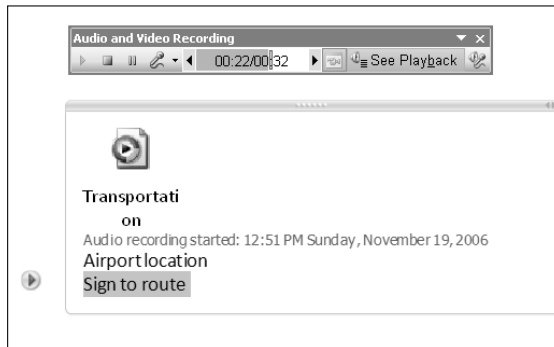 Audio and Video Recording
00:22/00:32 See Playback
Transportati
on
Audio recording started: 12:51 PM Sunday, November 19, 2006
Airport location
Sign to route